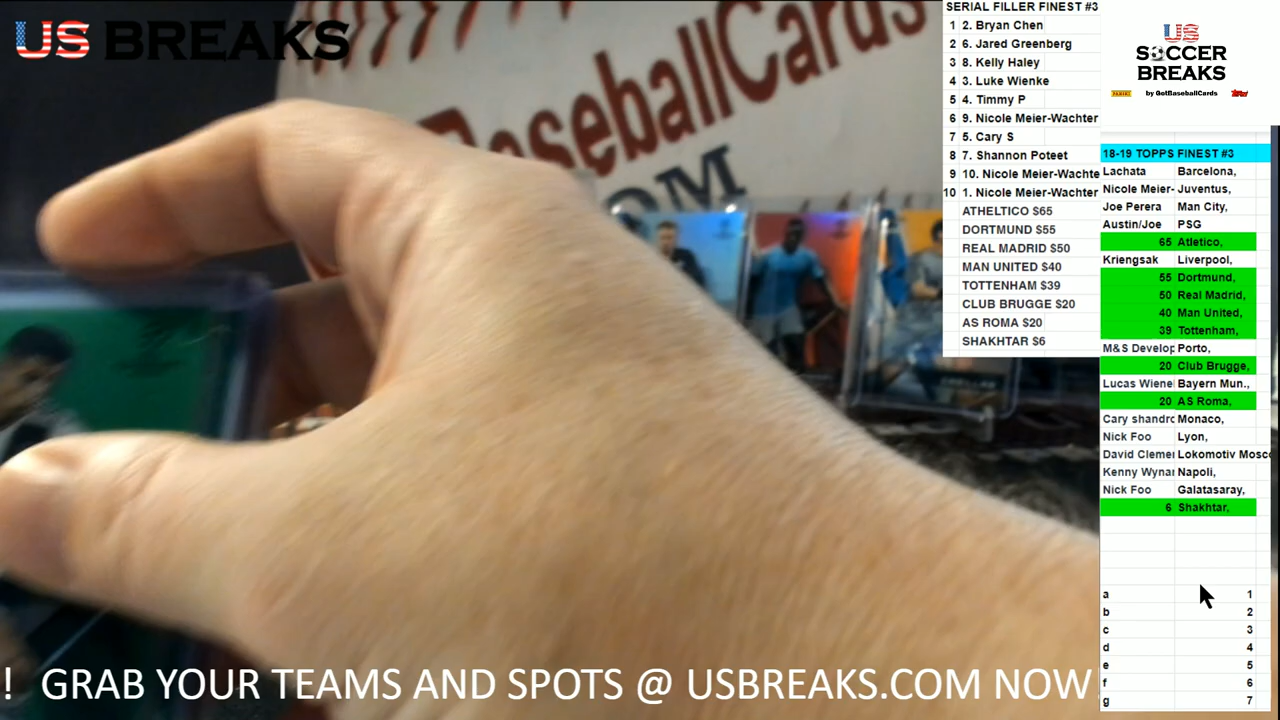 US BREAKS
BaseballCards
.COM
SERIAL FILLER FINEST #3
1 2. Bryan Chen
2 6. Jared Greenberg
3 8. Kelly Haley
4 3. Luke Wienke
5 4. Timmy P
6 9. Nicole Meier-Wachter
7 5. Cary S
8 7. Shannon Poteet
9 10. Nicole Meier-Wachte
10 1. Nicole Meier-Wachter
ATHELTICO $65
DORTMUND $55
REAL MADRID $50
MAN UNITED $40
TOTTENHAM $39
CLUB BRUGGE $20
AS ROMA $20
SHAKHTAR $6
US
SOCCER
BREAKS
PANINI by GotBaseballCards Topps
18-19 TOPPS FINEST #3
Lachata Barcelona,
Nicole Meier- Juventus,
Joe Perera Man City,
Austin/Joe PSG
65 Atletico,
Kriengsak Liverpool,
55 Dortmund,
50 Real Madrid,
40 Man United,
39 Tottenham,
M&S Develop Porto,
20 Club Brugge,
Lucas Wiene Bayern Mun.,
20 AS Roma,
Cary shandro Monaco,
Nick Foo Lyon,
David Clemer Lokomotiv Mosco
Kenny Wynar Napoli,
Nick Foo Galatasaray,
6 Shakhtar,
a 1
b 2
c 3
d 4
e 5
f 6
g 7
! GRAB YOUR TEAMS AND SPOTS @ USBREAKS.COM NOW